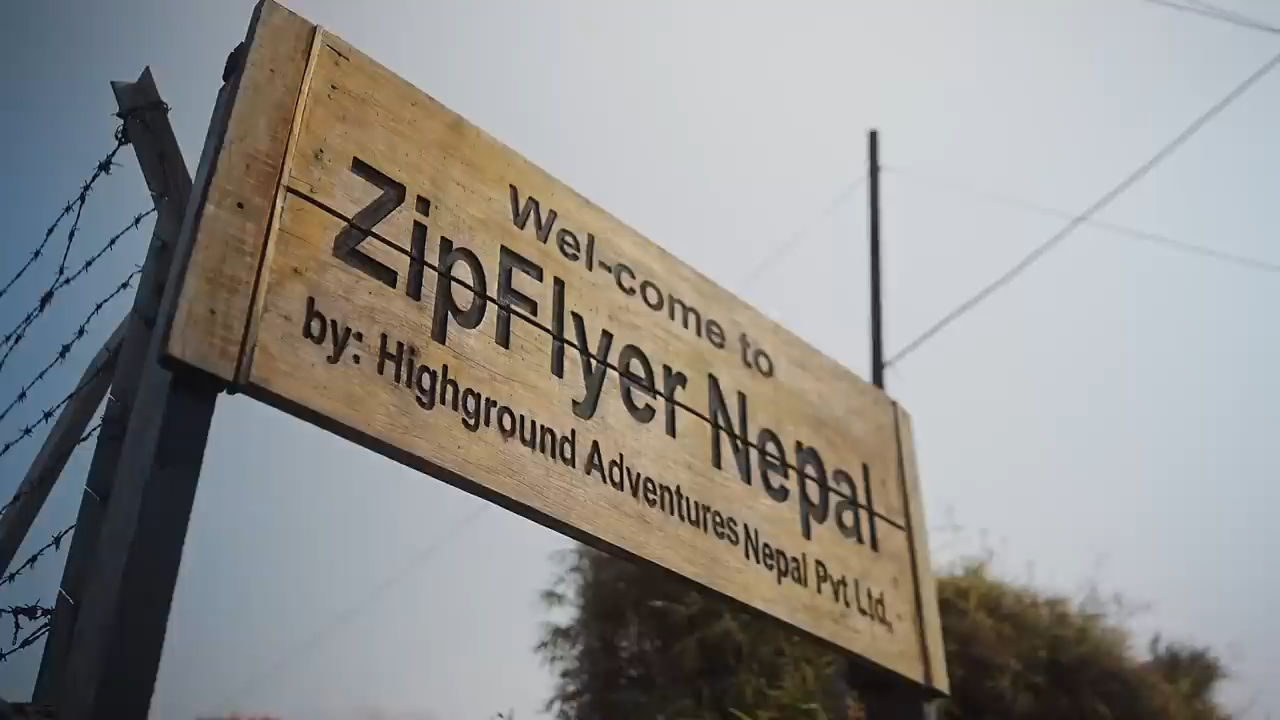 Wel-come to
ZipFlyer Nepal
by: Highground Adventures Nepal Pvt Ltd.